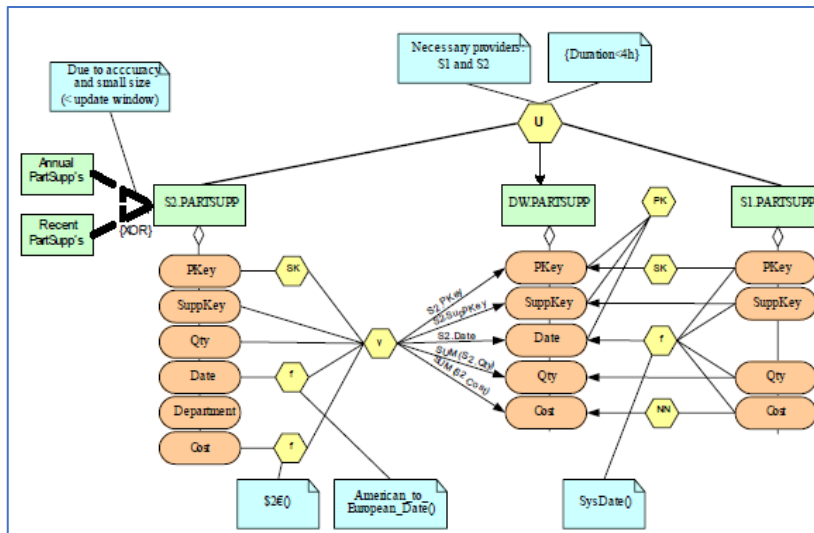 Necessary providers:
S1 and S2
{Duration<4h}
Due to acccuracy
and small size
(< update window)
U
Annual
PartSupp's
Recent
PartSupp's
{XOR}
S2.PARTSUPP
DW.PARTSUPP
PK
S1.PARTSUPP
PKey
SK
S2.PKey
PKey
SK
PKey
SuppKey
S2.SuppKey
SuppKey
SuppKey
Qty
γ
S2.Date
Date
f
Date
f
SUM(S2.Qty)
Qty
Qty
Department
SUM(S2.Cost)
Cost
NN
Cost
Cost
f
$2€()
American_to_
European_Date()
SysDate()